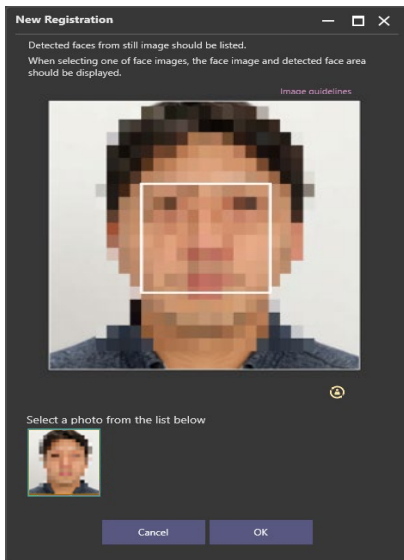 New Registration
Detected faces from still image should be listed.
When selecting one of face images, the face image and detected face area
should be displayed.
Image guidelines
Select a photo from the list below
Cancel
OK